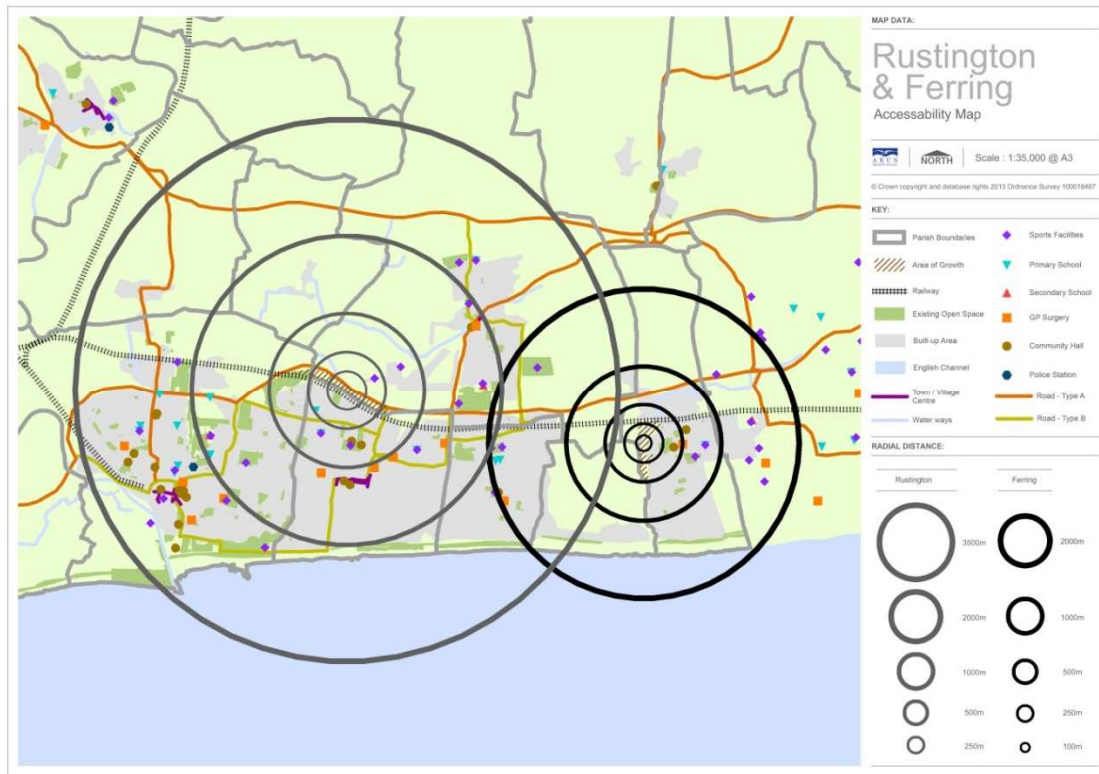 MAP DATA:
Rustington
& Ferring
Accessability Map
ARUN
NORTH
Scale : 1:35,000 @ A3
© Crown copyright and database rights 2013 Ordnance Survey 100018487
KEY:
Parish Boundaries
Sports Facilities
Area of Growth
Primary School
Railway
Secondary School
Existing Open Space
GP Surgery
Built-up Area
Community Hall
English Channel
Police Station
Town / Village
Centre
Road - Type A
Water ways
Road - Type B
RADIAL DISTANCE:
Rustington
Ferring
3500m
2000m
2000m
1000m
1000m
500m
500m
250m
250m
100m